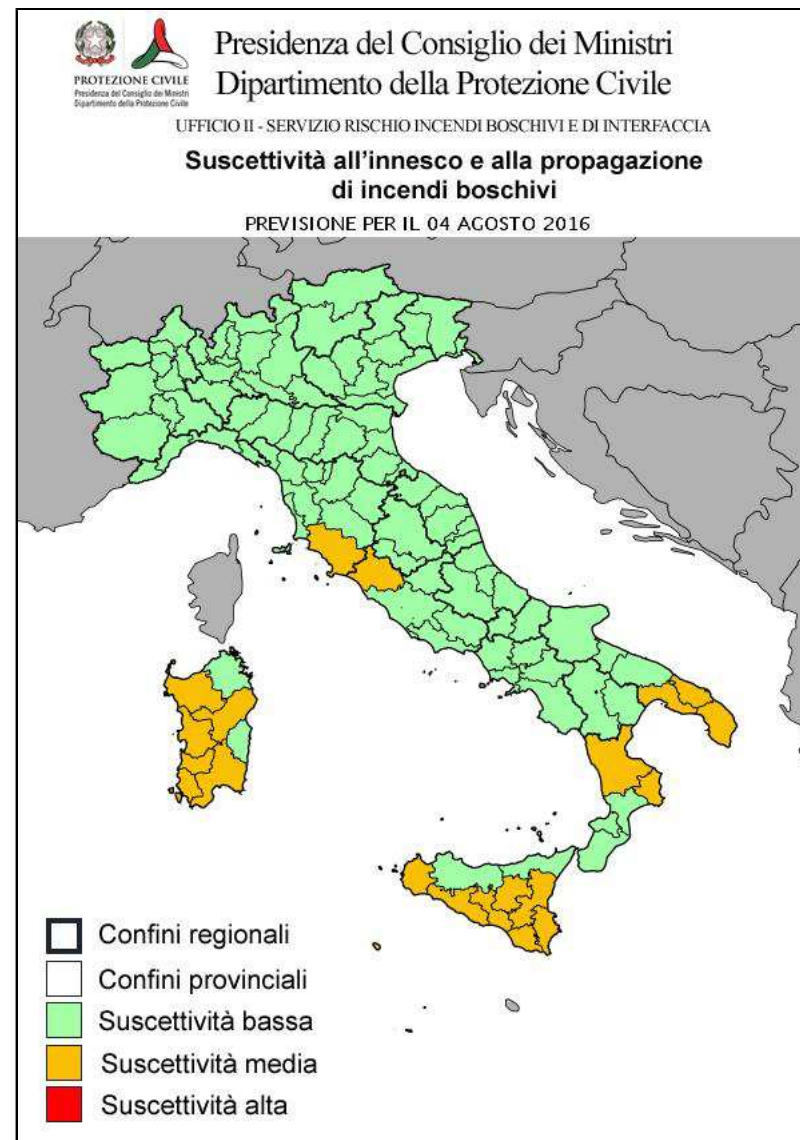 PROTEZIONE CIVILE
Presidenza del Consiglio dei Ministri
Dipartimento della Protezione Civile
Presidenza del Consiglio dei Ministri
Dipartimento della Protezione Civile
UFFICIO II - SERVIZIO RISCHIO INCENDI BOSCHIVI E DI INTERFACCIA
Suscettività all'innesco e alla propagazione
di incendi boschivi
PREVISIONE PER IL 04 AGOSTO 2016
Confini regionali
Confini provinciali
Suscettività bassa
Suscettività media
Suscettività alta